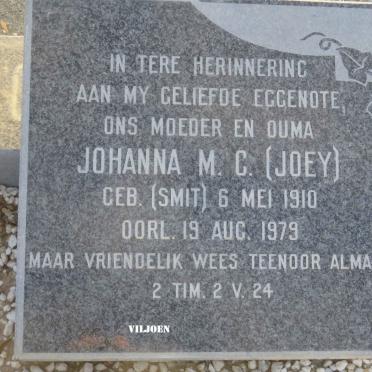 IN TERE HERINNERING
AAN MY GELIEFDE EGGENOTE,
ONS MOEDER EN OUMA
JOHANNA M. C. (JOEY)
GEB. (SMIT) 6 MEI 1910
OORL. 19 AUG. 1979
MAAR VRIENDELIK WEES TEENOOR ALMA
2 TIM. 2 V. 24
VILJOEN